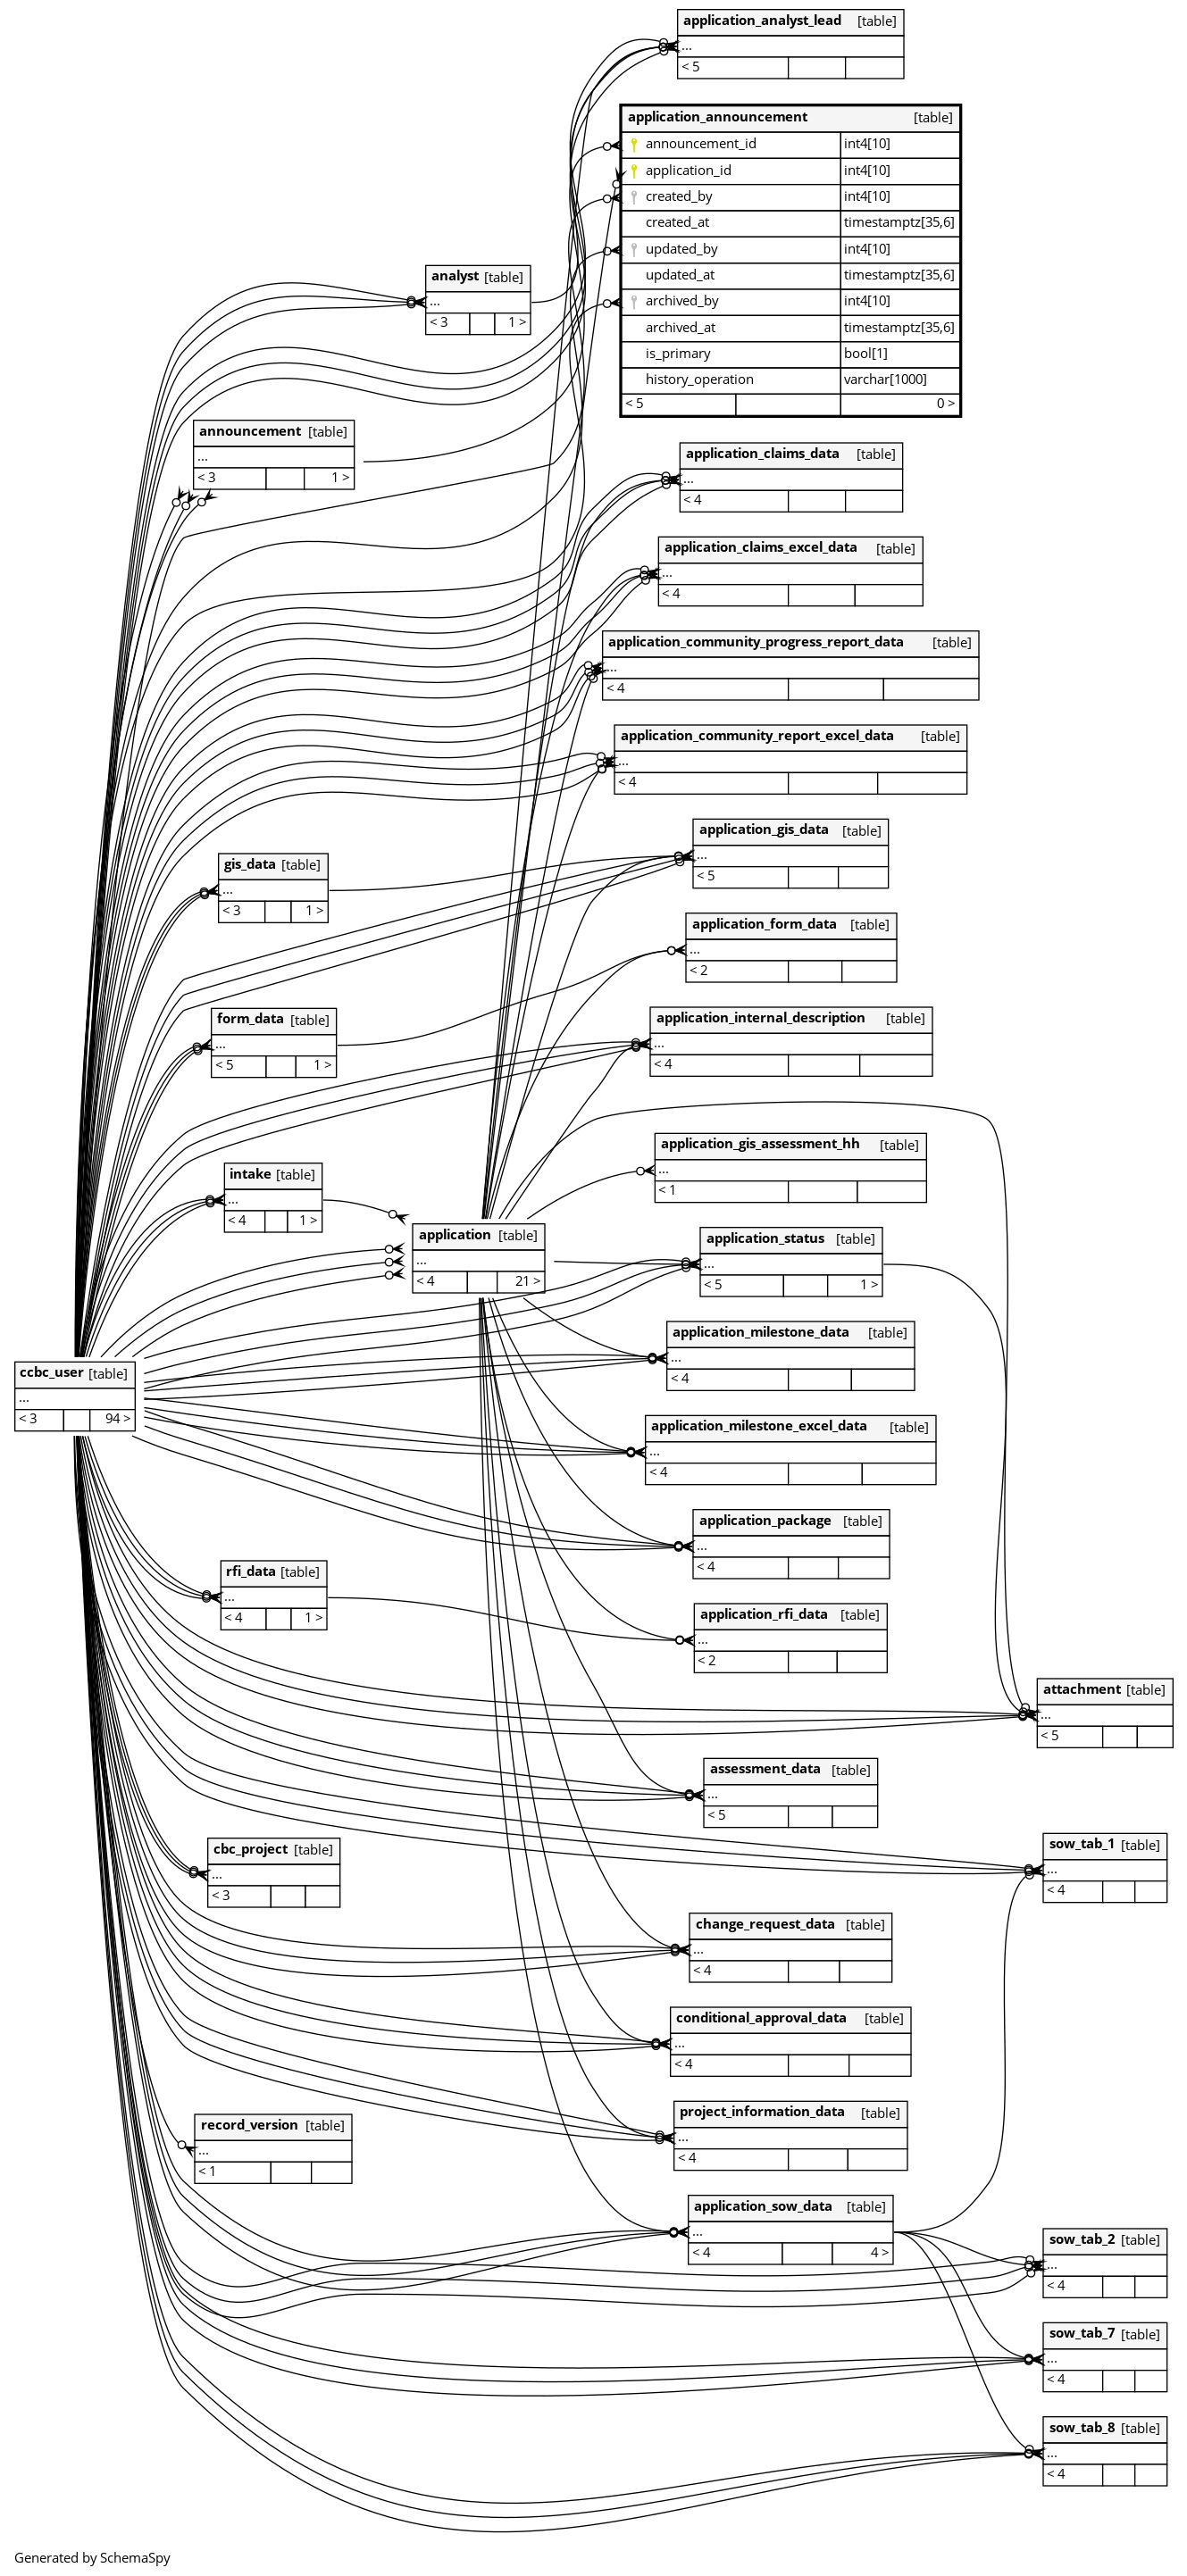 application_analyst_lead [table]
...
< 5
application_announcement [table]
announcement_id int4[10]
application_id int4[10]
created_by int4[10]
created_at timestamptz[35,6]
updated_by int4[10]
updated_at timestamptz[35,6]
archived_by int4[10]
archived_at timestamptz[35,6]
is_primary bool[1]
history_operation varchar[1000]
< 5 0 >
analyst [table]
...
< 3 1 >
announcement [table]
...
< 3 1 >
application_claims_data [table]
...
< 4
application_claims_excel_data [table]
...
< 4
application_community_progress_report_data [table]
...
< 4
application_community_report_excel_data [table]
...
< 4
application_gis_data [table]
...
< 5
gis_data [table]
...
< 3 1 >
application_form_data [table]
...
< 2
form_data [table]
...
< 5 1 >
application_internal_description [table]
...
< 4
application_gis_assessment_hh [table]
...
< 1
intake [table]
...
< 4 1 >
application [table]
...
< 4 21 >
application_status [table]
...
< 5 1 >
application_milestone_data [table]
...
< 4
ccbc_user [table]
...
< 3 94 >
application_milestone_excel_data [table]
...
< 4
application_package [table]
...
< 4
rfi_data [table]
...
< 4 1 >
application_rfi_data [table]
...
< 2
attachment [table]
...
< 5
assessment_data [table]
...
< 5
cbc_project [table]
...
< 3
sow_tab_1 [table]
...
< 4
change_request_data [table]
...
< 4
conditional_approval_data [table]
...
< 4
project_information_data [table]
...
< 4
record_version [table]
...
< 1
application_sow_data [table]
...
< 4 4 >
sow_tab_2 [table]
...
< 4
sow_tab_7 [table]
...
< 4
sow_tab_8 [table]
...
< 4
Generated by SchemaSpy